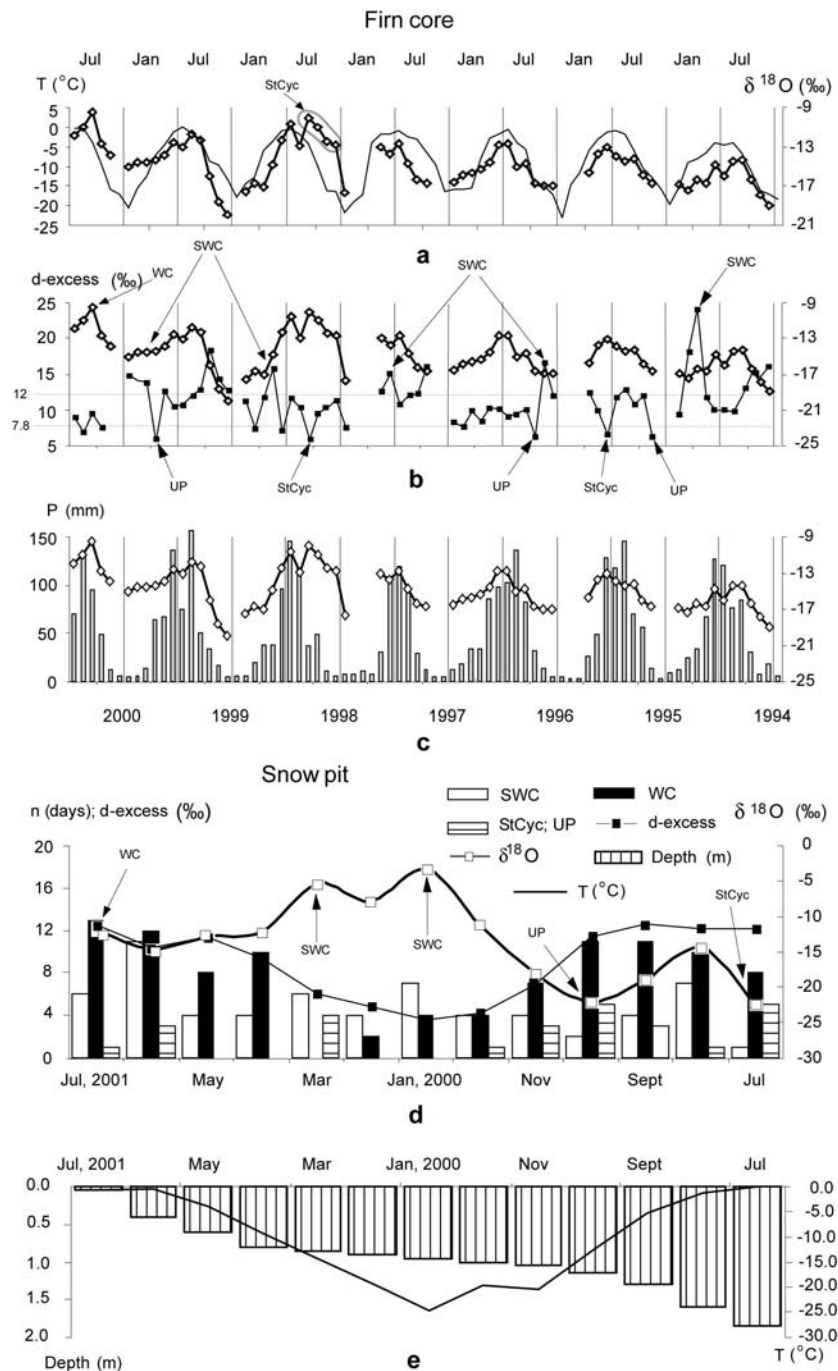 Firn core
Jul Jan Jul Jan Jul Jan Jul Jan Jul Jan Jul Jan Jul
T (°C) StCyc δ 18O (‰)
5 -9
0
-5 -13
-10
-15 -17
-20
-25 -21
a
d-excess (‰) WC SWC SWC SWC
25 -9
20 -13
15 -17
12
10 -21
7.8
5 -25
UP StCyc b UP StCyc UP
P (mm)
150 -9
-13
100
-17
50
-21
0 -25
2000 1999 1998 1997 1996 1995 1994
c
Snow pit
n (days); d-excess (‰) SWC WC δ 18O (‰)
StCyc; UP d-excess
δ18O Depth (m)
T (°C)
20 0
WC -5
16 StCyc
-10
12 SWC SWC UP -15
8 -20
4 -25
0 -30
Jul, 2001 May Mar Jan, 2000 Nov Sept Jul
d
Jul, 2001 May Mar Jan, 2000 Nov Sept Jul
0.0 0.0
-5.0
0.5 -10.0
1.0 -15.0
-20.0
1.5 -25.0
2.0 -30.0
Depth (m) e T (°C)